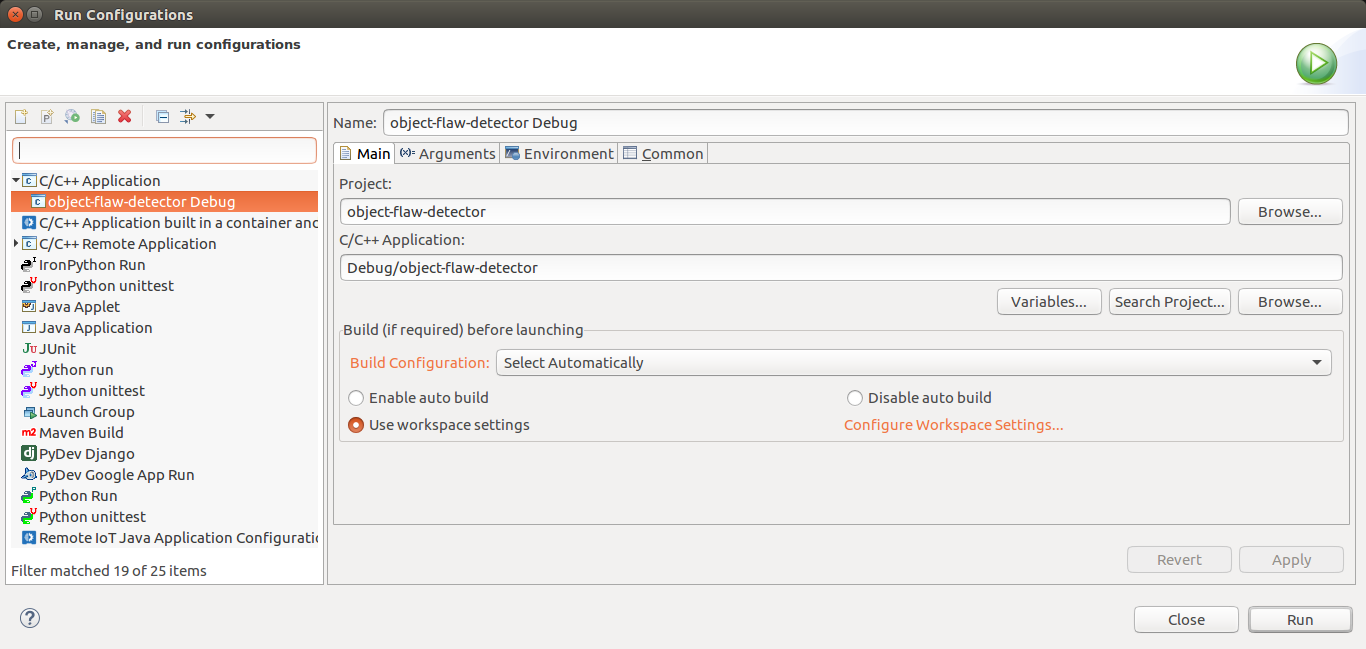 Run Configurations
Create, manage, and run configurations
Name: object-flaw-detector Debug
Main (x)= Arguments Environment Common
C/C++ Application
object-flaw-detector Debug
C/C++ Application built in a container and
C/C++ Remote Application
IronPython Run
IronPython unittest
Java Applet
Java Application
JUnit
Jython run
Jython unittest
Launch Group
Maven Build
PyDev Django
PyDev Google App Run
Python Run
Python unittest
Remote IoT Java Application Configuratio
Filter matched 19 of 25 items
Project:
object-flaw-detector Browse...
C/C++ Application:
Debug/object-flaw-detector
Variables... Search Project... Browse...
Build (if required) before launching
Build Configuration: Select Automatically
Enable auto build Disable auto build
Use workspace settings Configure Workspace Settings...
Revert Apply
Close Run